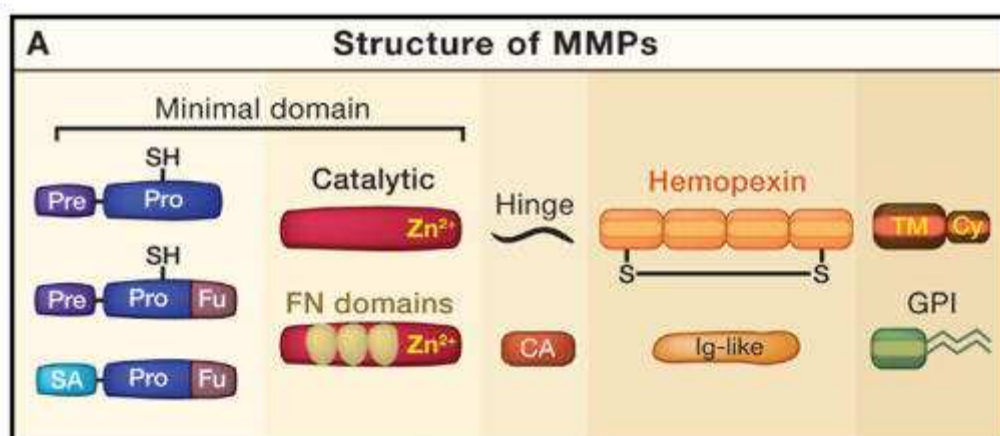 A Structure of MMPs
Minimal domain
SH
Pre Pro
SH
Pre Pro Fu
SA Pro Fu
Catalytic
Zn²⁺
FN domains
Zn²⁺
Hinge
CA
Hemopexin
S S
Ig-like
TM Cy
GPI